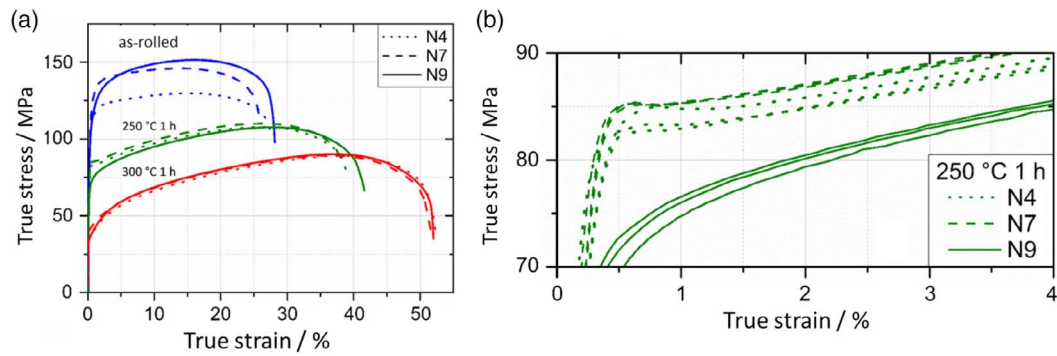 (a)
as-rolled
N4
N7
N9
250 °C 1 h
300 °C 1 h
150
100
50
0
0 10 20 30 40 50
True stress / MPa
True strain / %
(b)
90
80
70
0 1 2 3 4
True stress / MPa
True strain / %
250 °C 1 h
N4
N7
N9